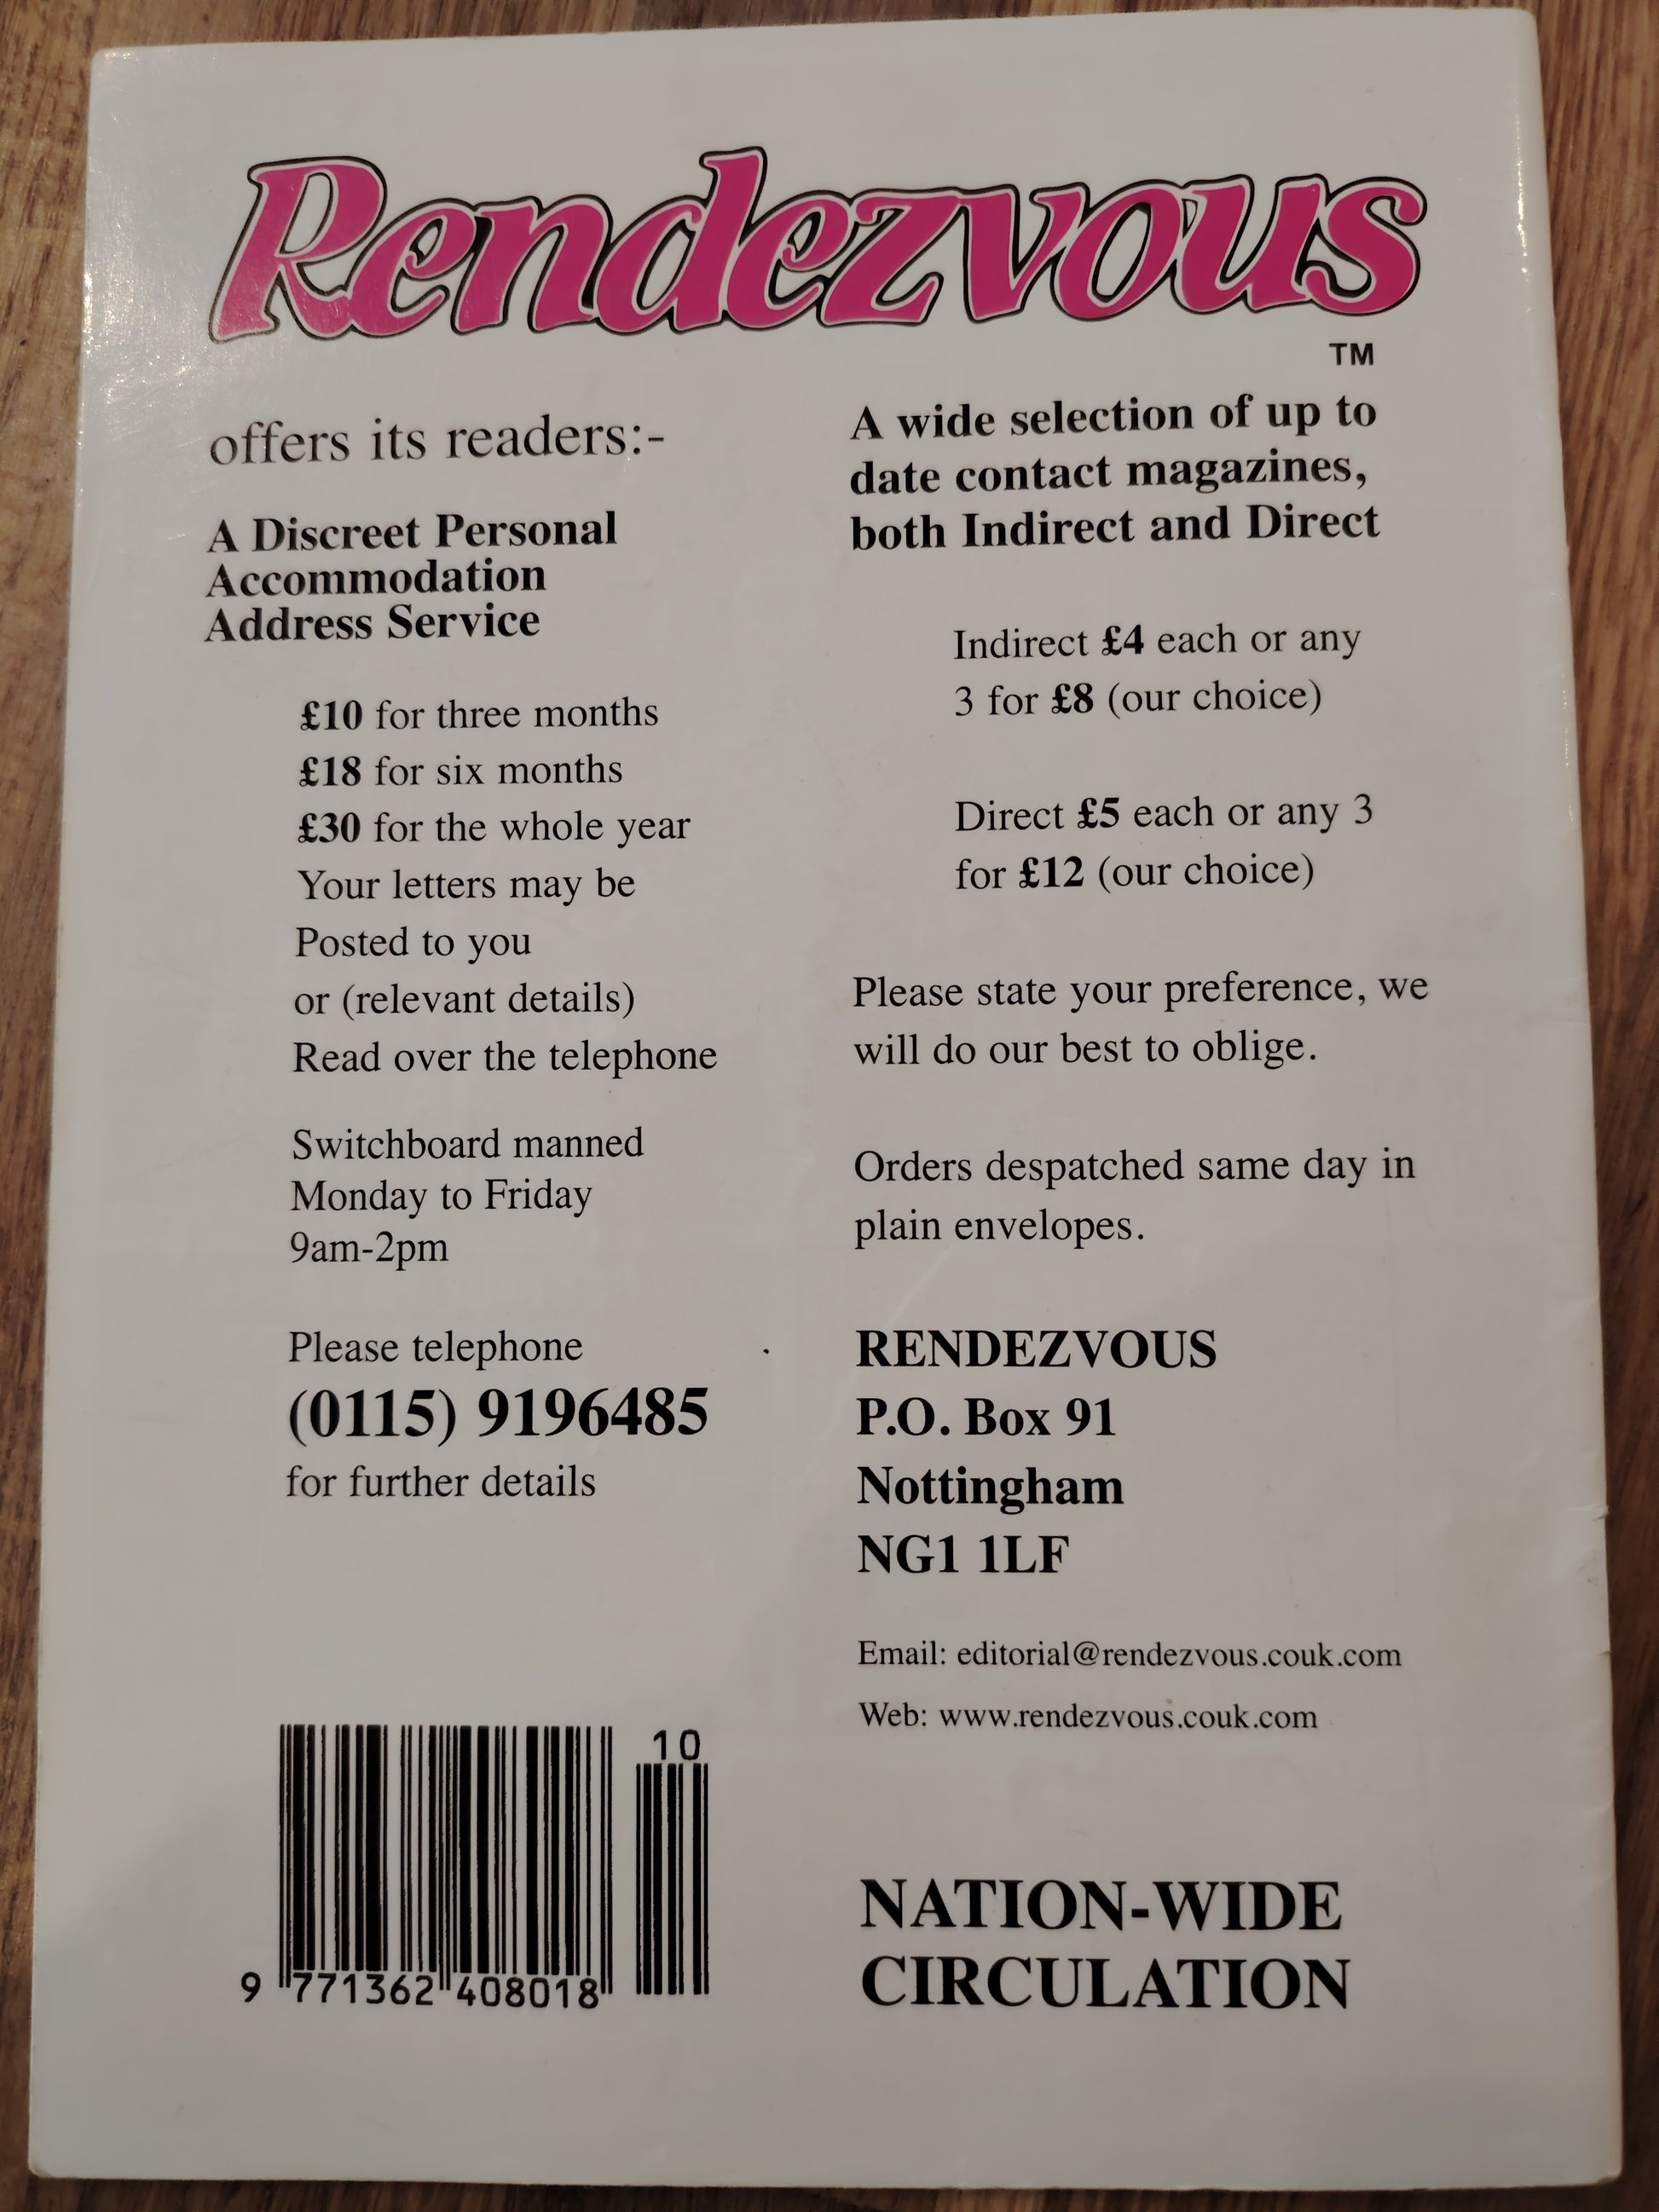 Rendezvous
TM
offers its readers:-
A Discreet Personal
Accommodation
Address Service
£10 for three months
£18 for six months
£30 for the whole year
Your letters may be
Posted to you
or (relevant details)
Read over the telephone
Switchboard manned
Monday to Friday
9am-2pm
Please telephone
(0115) 9196485
for further details
10
9 771362 408018
A wide selection of up to
date contact magazines,
both Indirect and Direct
Indirect £4 each or any
3 for £8 (our choice)
Direct £5 each or any 3
for £12 (our choice)
Please state your preference, we
will do our best to oblige.
Orders despatched same day in
plain envelopes.
RENDEZVOUS
P.O. Box 91
Nottingham
NG1 1LF
Email: editorial@rendezvous.couk.com
Web: www.rendezvous.couk.com
NATION-WIDE
CIRCULATION